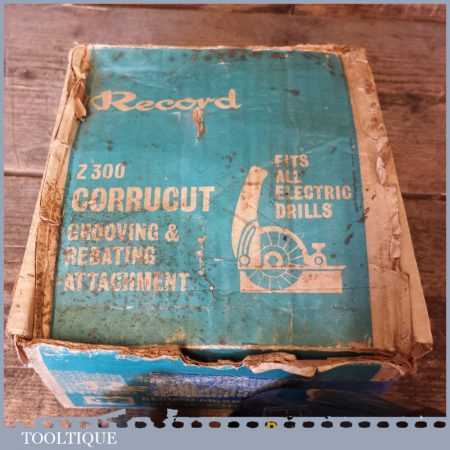 Record
Z 300
CORRUCUT
GROOVING &
REBATING
ATTACHMENT
FITS
ALL
ELECTRIC
DRILLS
TOOLTIQUE